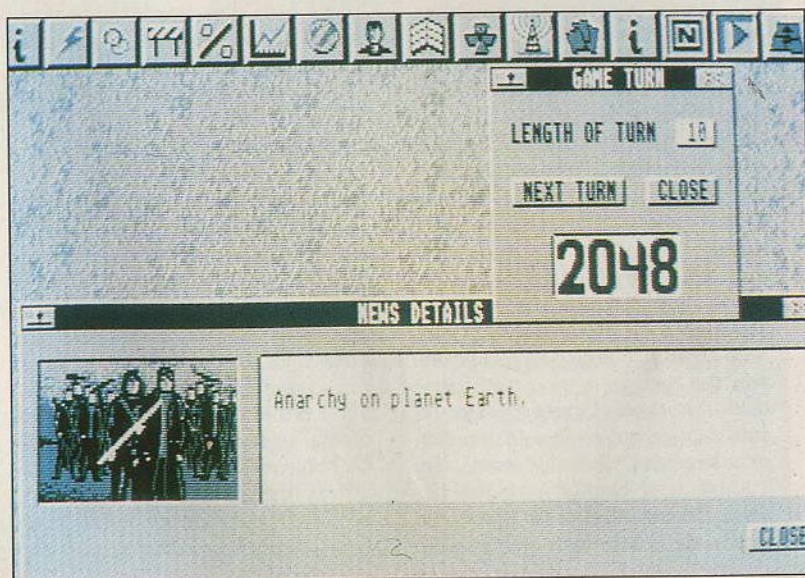 GAME TURN
LENGTH OF TURN 10
NEXT TURN CLOSE
2048
NEWS DETAILS
Anarchy on planet Earth.
CLOSE